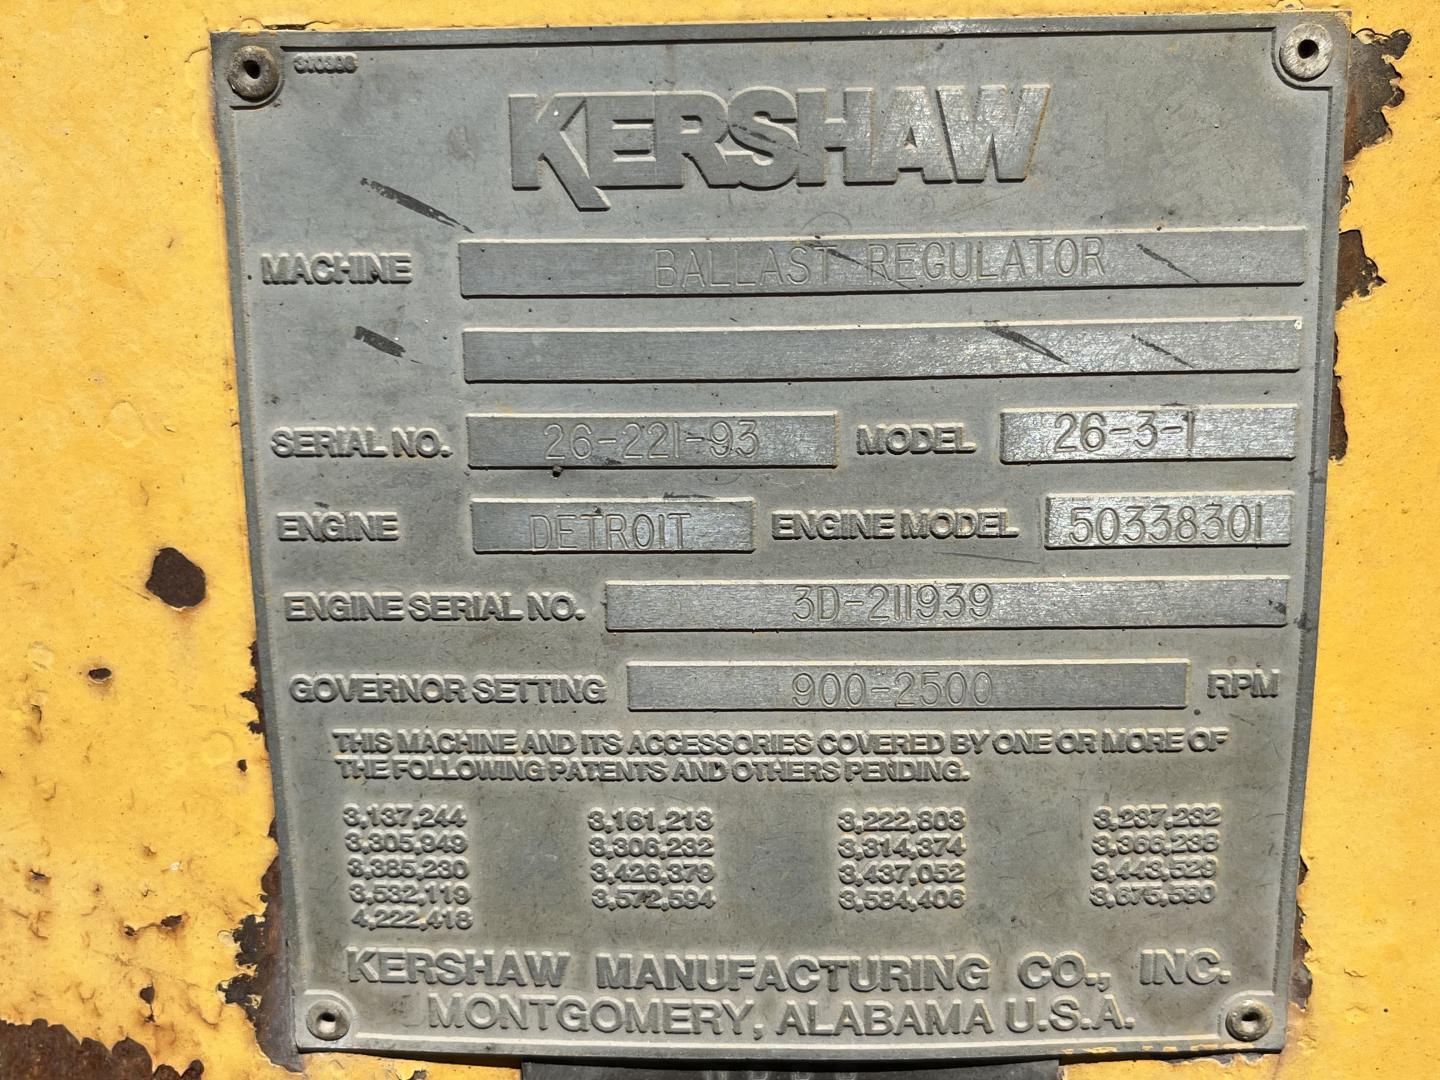 310308
KERSHAW
MACHINE BALLAST REGULATOR
SERIAL NO. 26-221-93 MODEL 26-3-1
ENGINE DETROIT ENGINE MODEL 50338301
ENGINE SERIAL NO. 3D-211939
GOVERNOR SETTING 900-2500 RPM
THIS MACHINE AND ITS ACCESSORIES COVERED BY ONE OR MORE OF
THE FOLLOWING PATENTS AND OTHERS PENDING.
3,137,244 3,161,213 3,222,803 3,237,232
3,305,949 3,306,232 3,314,374 3,366,236
3,385,230 3,426,379 3,437,052 3,443,529
3,532,119 3,572,594 3,584,406 3,675,580
4,222,418
KERSHAW MANUFACTURING CO., INC.
MONTGOMERY, ALABAMA U.S.A.